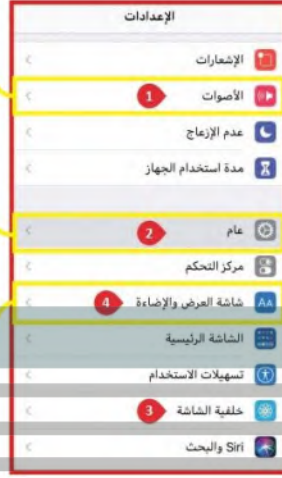 الإعدادات
الإشعارات
الأصوات 1
عدم الإزعاج
مدة استخدام الجهاز
عام 2
مركز التحكم
شاشة العرض والإضاءة 4
AA
الشاشة الرئيسية
تسهيلات الاستخدام
خلفية الشاشة 3
Siri والبحث